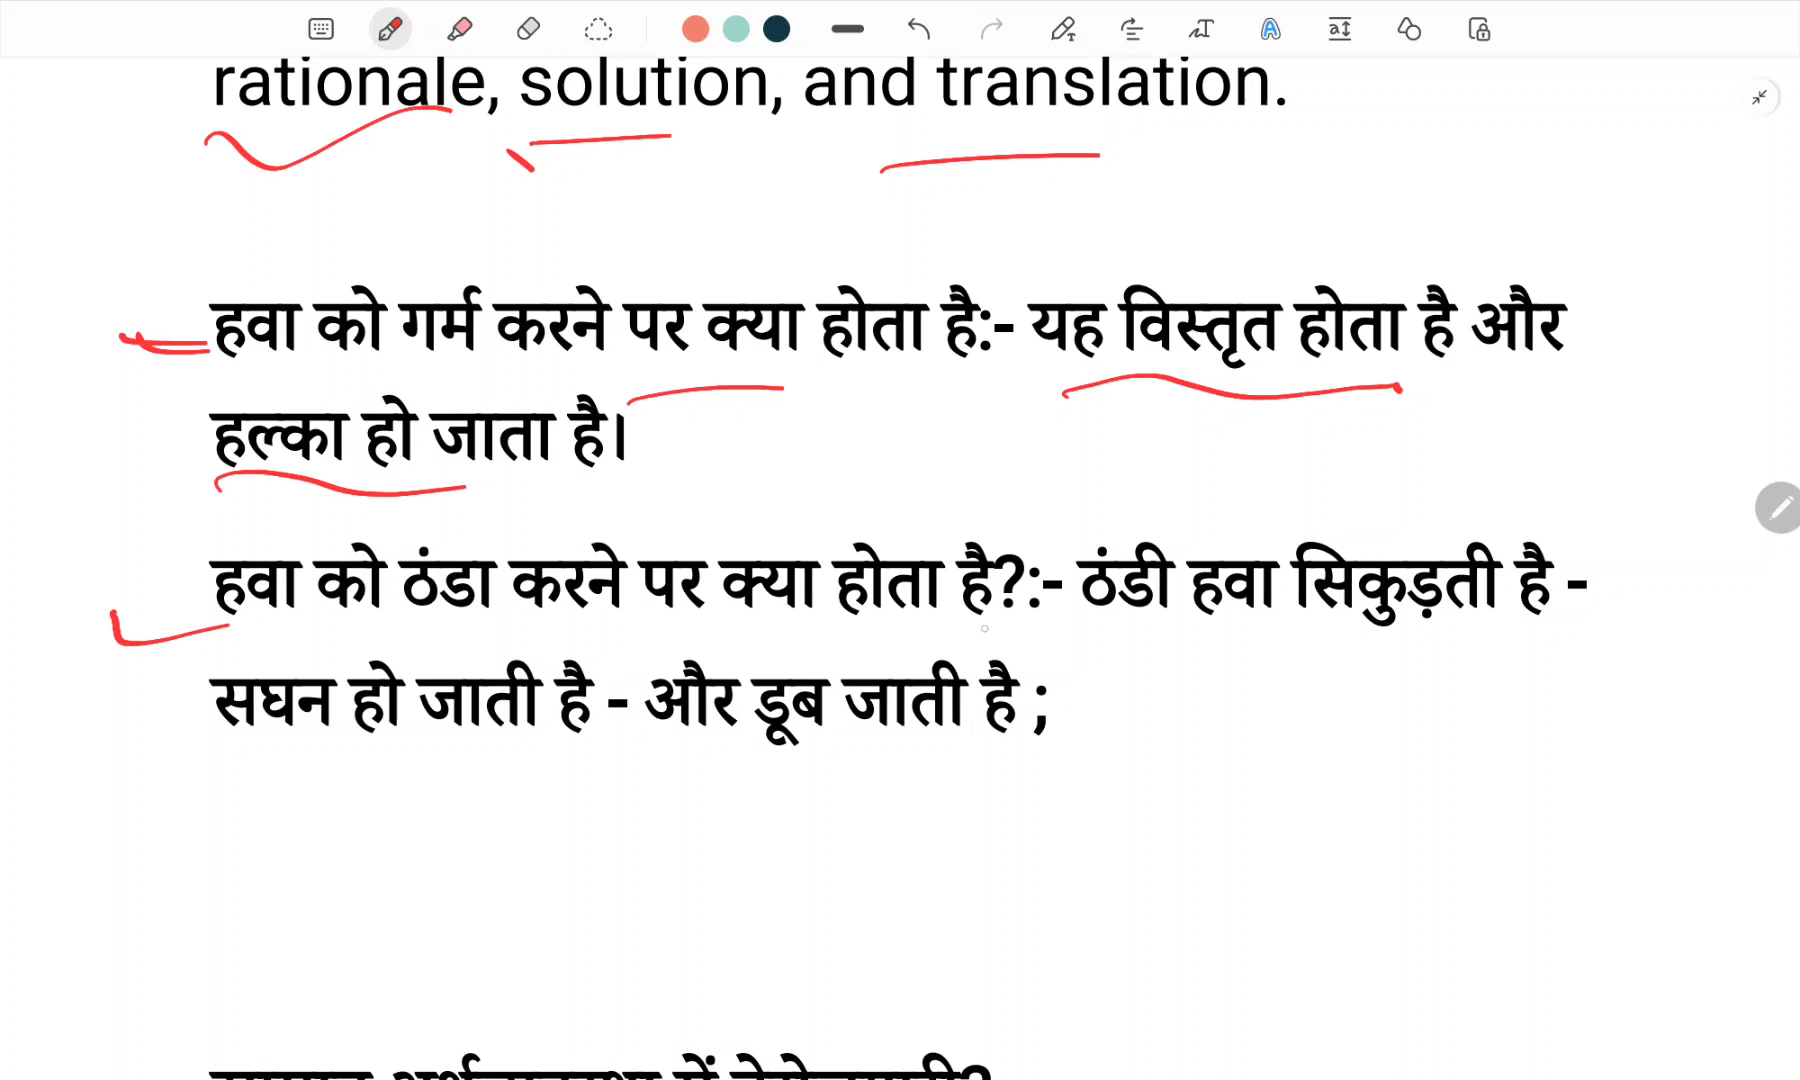 rationale, solution, and translation.
हवा को गर्म करने पर क्या होता है:- यह विस्तृत होता है और
हल्का हो जाता है।
हवा को ठंडा करने पर क्या होता है?:- ठंडी हवा सिकुड़ती है -
सघन हो जाती है - और डूब जाती है ;